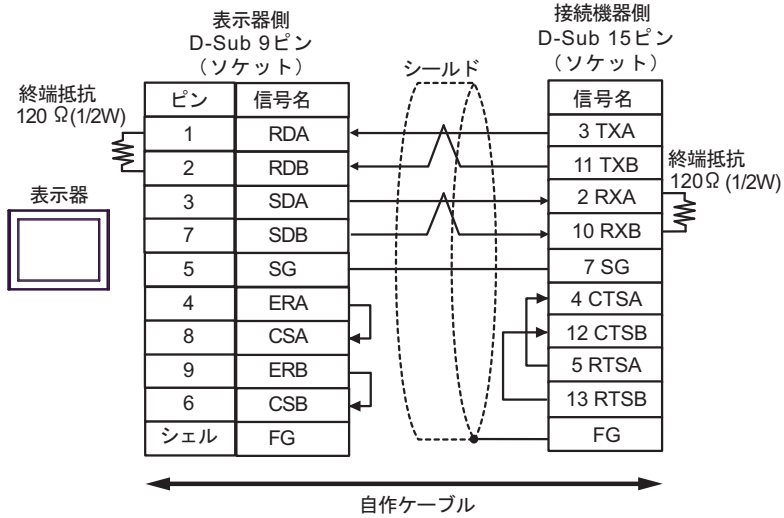 表示器側
D-Sub 9ピン
（ソケット）
接続機器側
D-Sub 15ピン
（ソケット）
シールド
終端抵抗
120 Ω(1/2W)
ピン 信号名
信号名
1 RDA
3 TXA
2 RDB
11 TXB
終端抵抗
120Ω (1/2W)
表示器
3 SDA
2 RXA
7 SDB
10 RXB
5 SG
7 SG
4 ERA
4 CTSA
8 CSA
12 CTSB
9 ERB
5 RTSA
6 CSB
13 RTSB
シェル FG
FG
自作ケーブル